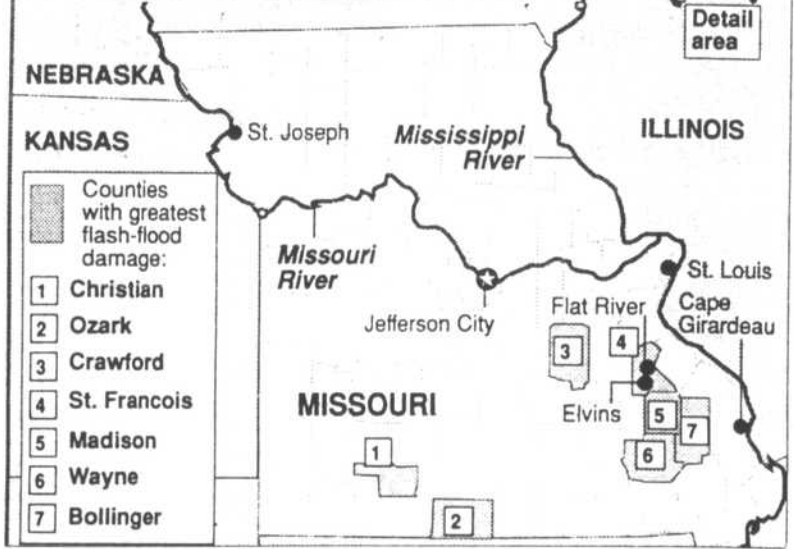 Detail
area
NEBRASKA
KANSAS
St. Joseph
Mississippi
River
ILLINOIS
Counties
with greatest
flash-flood
damage:
1 Christian
2 Ozark
3 Crawford
4 St. Francois
5 Madison
6 Wayne
7 Bollinger
Missouri
River
Jefferson City
St. Louis
Flat River
Cape
Girardeau
3
4
Elvins
MISSOURI
5
7
1
6
2